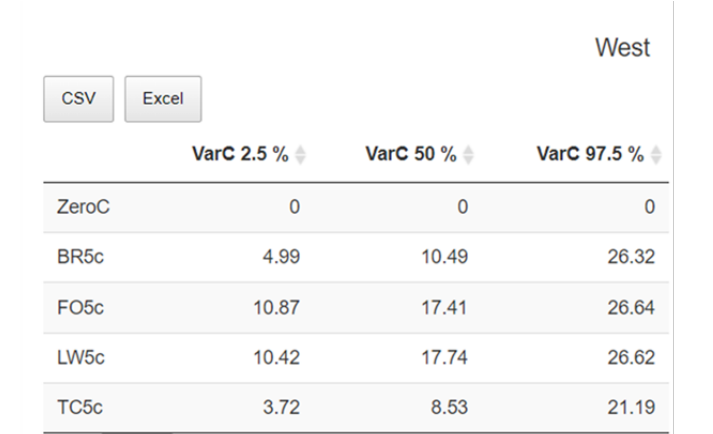 West
CSV Excel
VarC 2.5 % VarC 50 % VarC 97.5 %
ZeroC 0 0 0
BR5c 4.99 10.49 26.32
FO5c 10.87 17.41 26.64
LW5c 10.42 17.74 26.62
TC5c 3.72 8.53 21.19